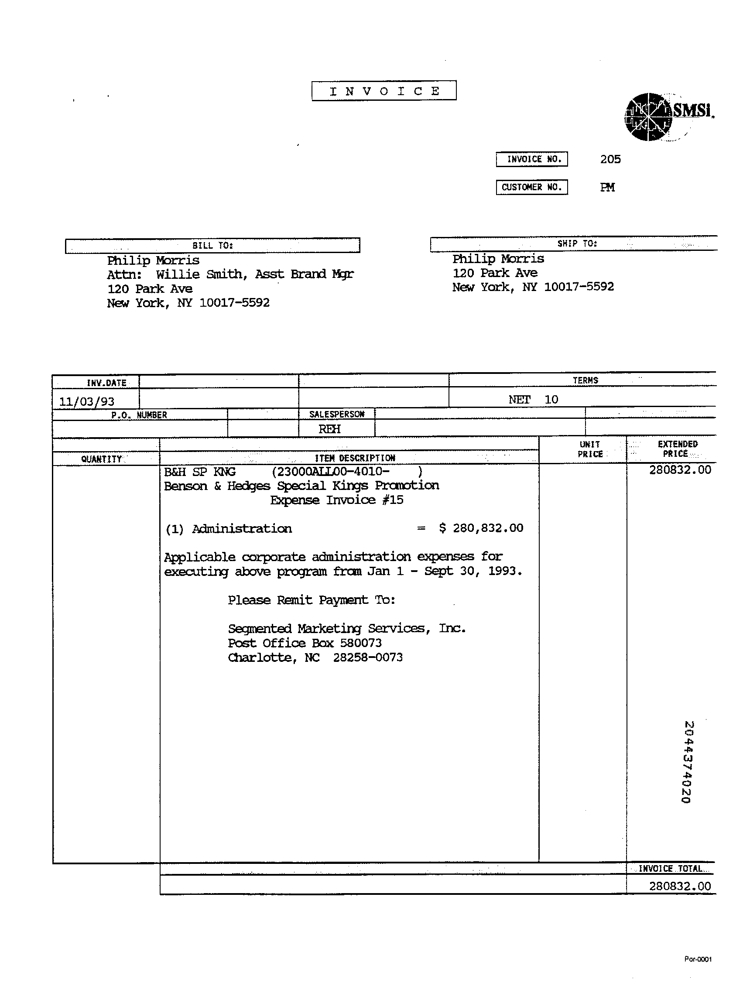 I N V O I C E
SMSi.
INVOICE NO. 205
CUSTOMER NO. PM
BILL TO:
Philip Morris
Attn: Willie Smith, Asst Brand Mgr
120 Park Ave
New York, NY 10017-5592
SHIP TO:
Philip Morris
120 Park Ave
New York, NY 10017-5592
INV.DATE TERMS
11/03/93 NET 10
P.O. NUMBER SALESPERSON
REH
QUANTITY ITEM DESCRIPTION UNIT PRICE EXTENDED PRICE
B&H SP KNG (23000ALL00-4010- ) 280832.00
Benson & Hedges Special Kings Promotion
Expense Invoice #15
(1) Administration = $ 280,832.00
Applicable corporate administration expenses for
executing above program from Jan 1 - Sept 30, 1993.
Please Remit Payment To:
Segmented Marketing Services, Inc.
Post Office Box 580073
Charlotte, NC 28258-0073
2044374020
INVOICE TOTAL
280832.00
Por-0001